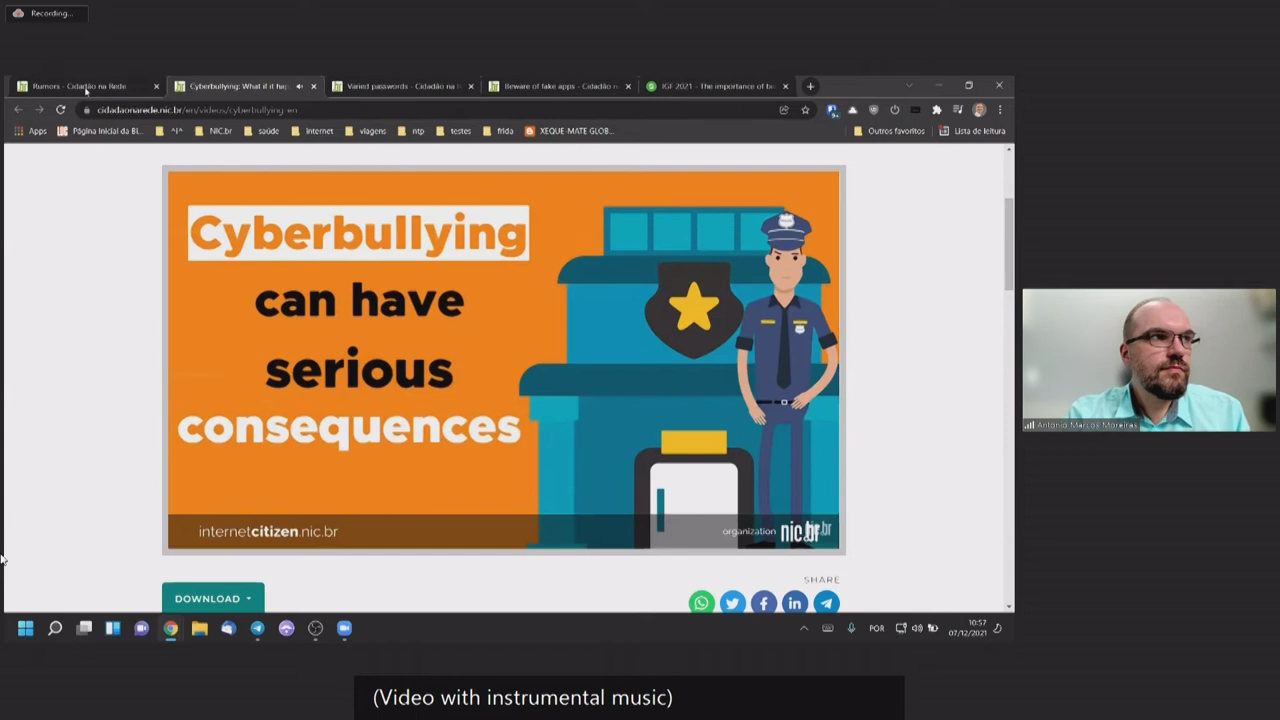 Recording...
Rumors - Cidadão na Rede
Cyberbullying: What if it hap
Varied passwords - Cidadão na R
Beware of fake apps - Cidadão n
IGF 2021 - The importance of be
cidadaonarede.nic.br/en/videos/cyberbullying-en
Apps
Página Inicial da Bi...
^!^
NIC.br
saúde
Internet
viagens
ntp
testes
frida
XEQUE-MATE GLOB...
Outros favoritos
Lista de leitura
Cyberbullying
can have
serious
consequences
internetcitizen.nic.br
organization
nic.br
SHARE
DOWNLOAD
Antonio Marcos Moreiras
POR
10:57
07/12/2021
(Video with instrumental music)